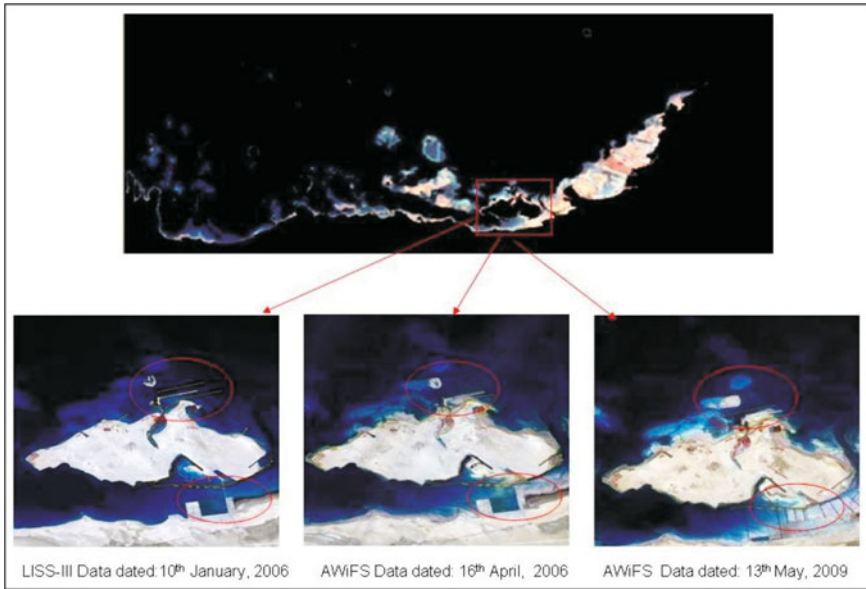 LISS-III Data dated:10th January, 2006
AWiFS Data dated: 16th April, 2006
AWiFS Data dated: 13th May, 2009